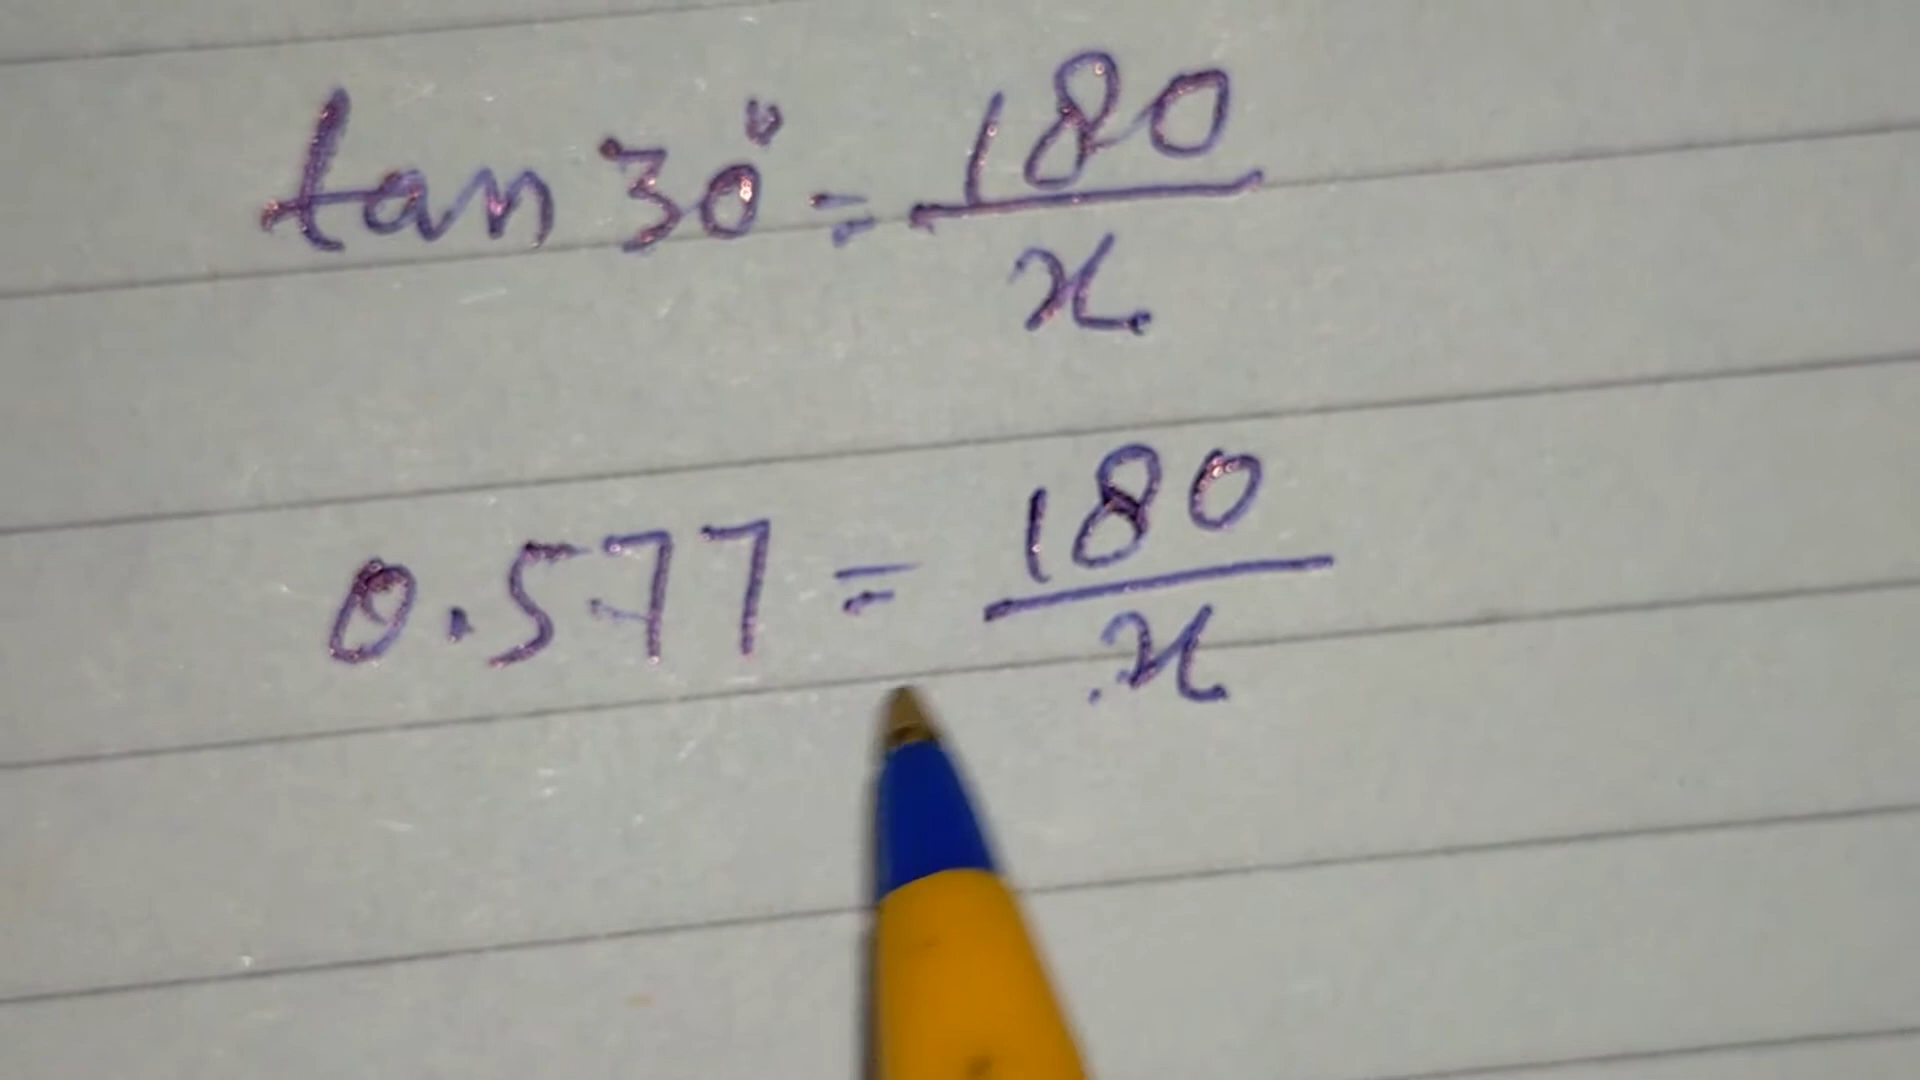 tan 30° = 180/x
0.577 = 180/x